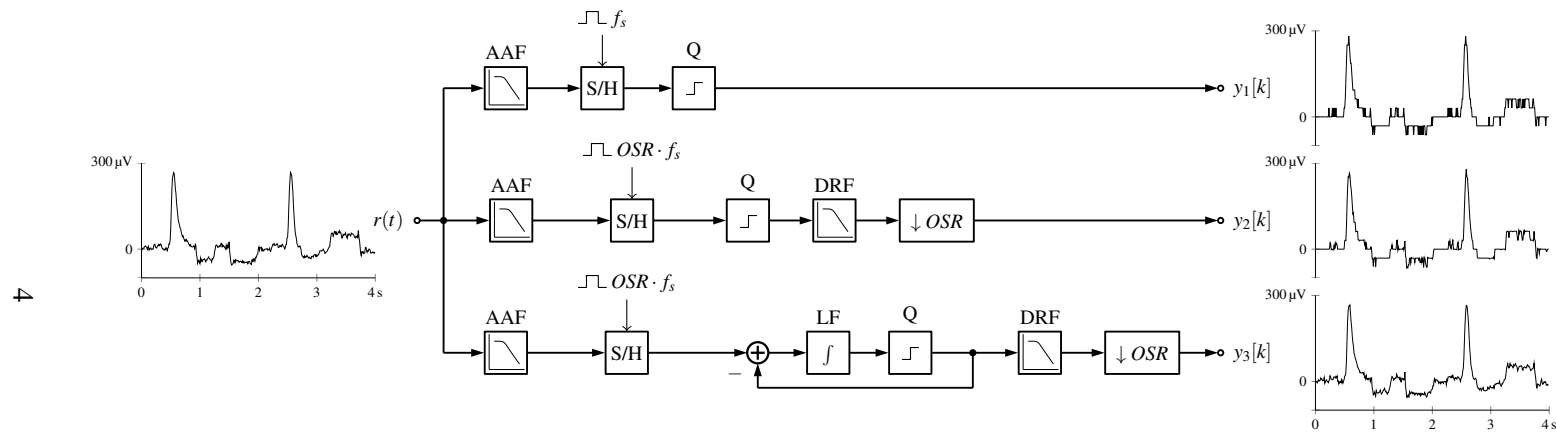 f_s
AAF
S/H
Q
y_1[k]
300 µV
0
OSR · f_s
AAF
S/H
Q
DRF
↓ OSR
y_2[k]
300 µV
0
300 µV
0
0 1 2 3 4 s
r(t)
OSR · f_s
AAF
S/H
−
LF
∫
Q
DRF
↓ OSR
y_3[k]
300 µV
0
0 1 2 3 4 s
4